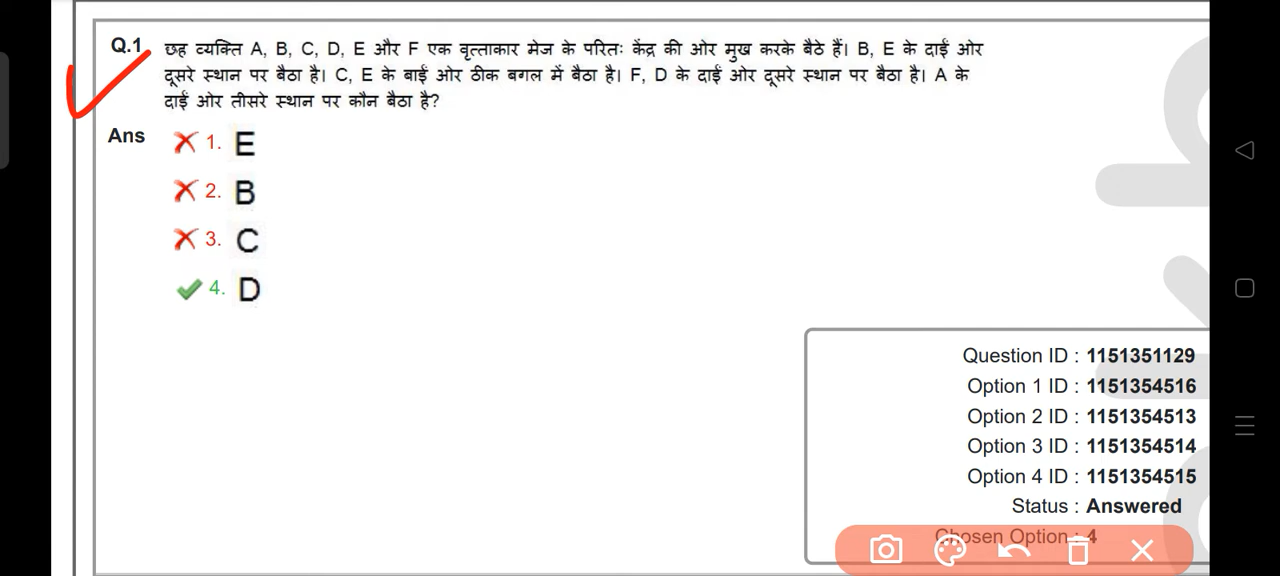 Q.1 छह व्यक्ति A, B, C, D, E और F एक वृत्ताकार मेज के परितः केंद्र की ओर मुख करके बैठे हैं। B, E के दाईं ओर
दूसरे स्थान पर बैठा है। C, E के बाईं ओर ठीक बगल में बैठा है। F, D के दाईं ओर दूसरे स्थान पर बैठा है। A के
दाईं ओर तीसरे स्थान पर कौन बैठा है?
Ans 1. E
2. B
3. C
4. D
Question ID : 1151351129
Option 1 ID : 1151354516
Option 2 ID : 1151354513
Option 3 ID : 1151354514
Option 4 ID : 1151354515
Status : Answered
Chosen Option : 4